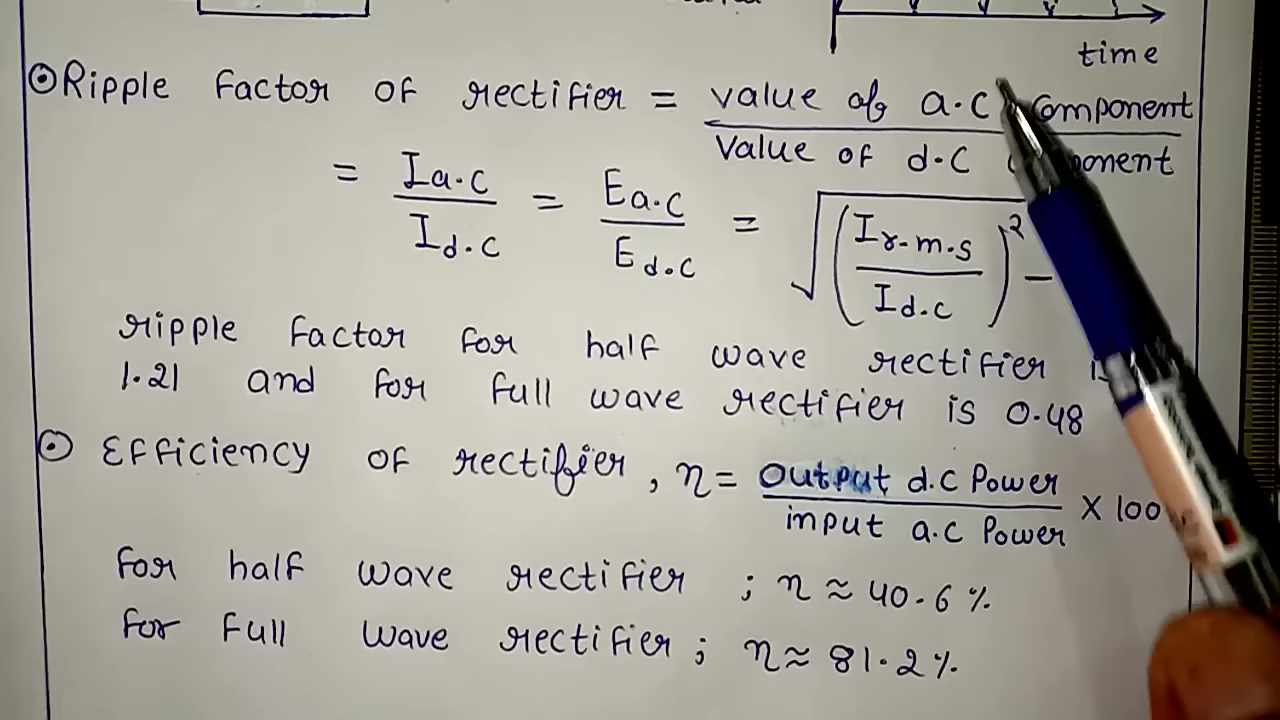 time
⊙ Ripple factor of rectifier = value of a.c component / value of d.c
= Ia.c / Id.c = Ea.c / Ed.c = √(Ir.m.s / Id.c)² −
ripple factor for half wave rectifier
1.21 and for full wave rectifier is 0.48
⊙ Efficiency of rectifier, η = output d.c power / input a.c power × 100
for half wave rectifier ; η ≈ 40.6 %
for full wave rectifier ; η ≈ 81.2 %